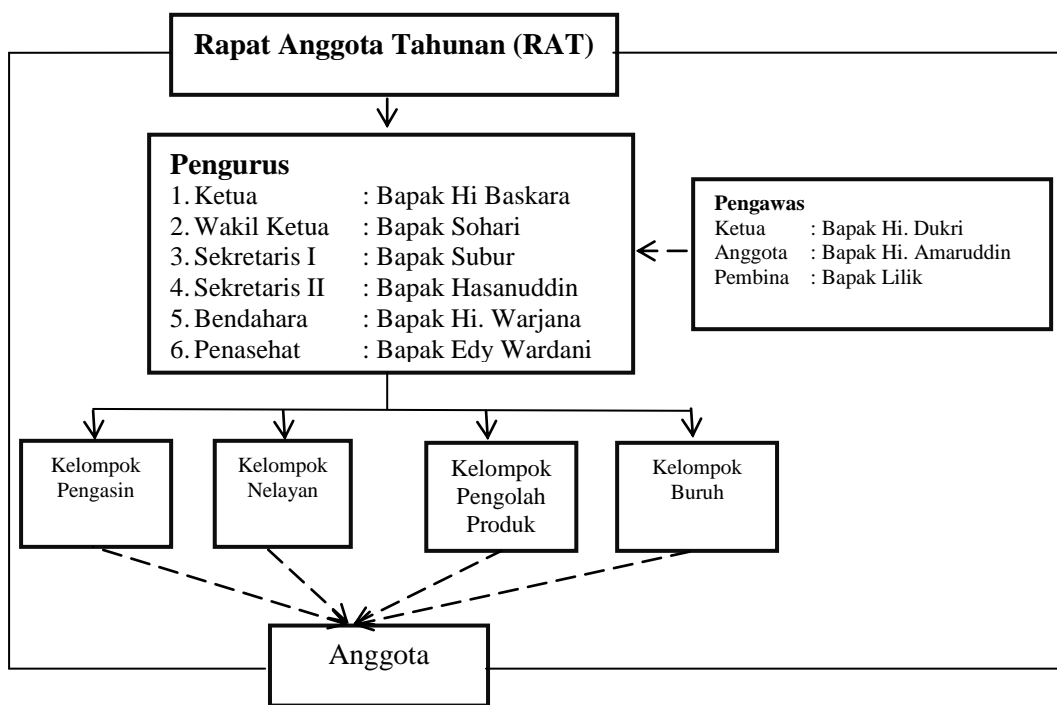 Rapat Anggota Tahunan (RAT)
Pengurus
1. Ketua : Bapak Hi Baskara
2. Wakil Ketua : Bapak Sohari
3. Sekretaris I : Bapak Subur
4. Sekretaris II : Bapak Hasanuddin
5. Bendahara : Bapak Hi. Warjana
6. Penasehat : Bapak Edy Wardani
Pengawas
Ketua : Bapak Hi. Dukri
Anggota : Bapak Hi. Amaruddin
Pembina : Bapak Lilik
Kelompok
Pengasin
Kelompok
Nelayan
Kelompok
Pengolah
Produk
Kelompok
Buruh
Anggota